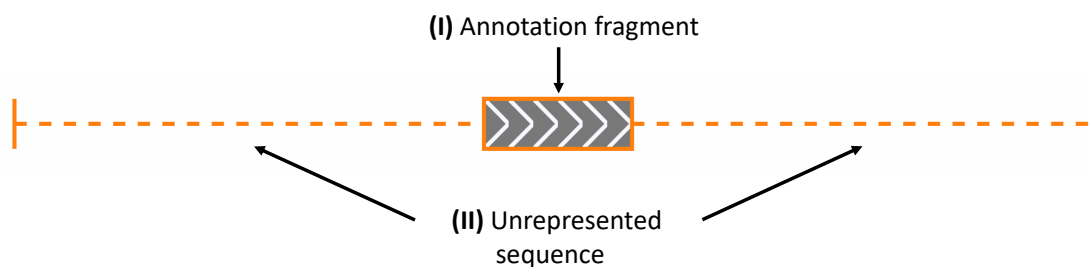 (I) Annotation fragment
(II) Unrepresented
sequence